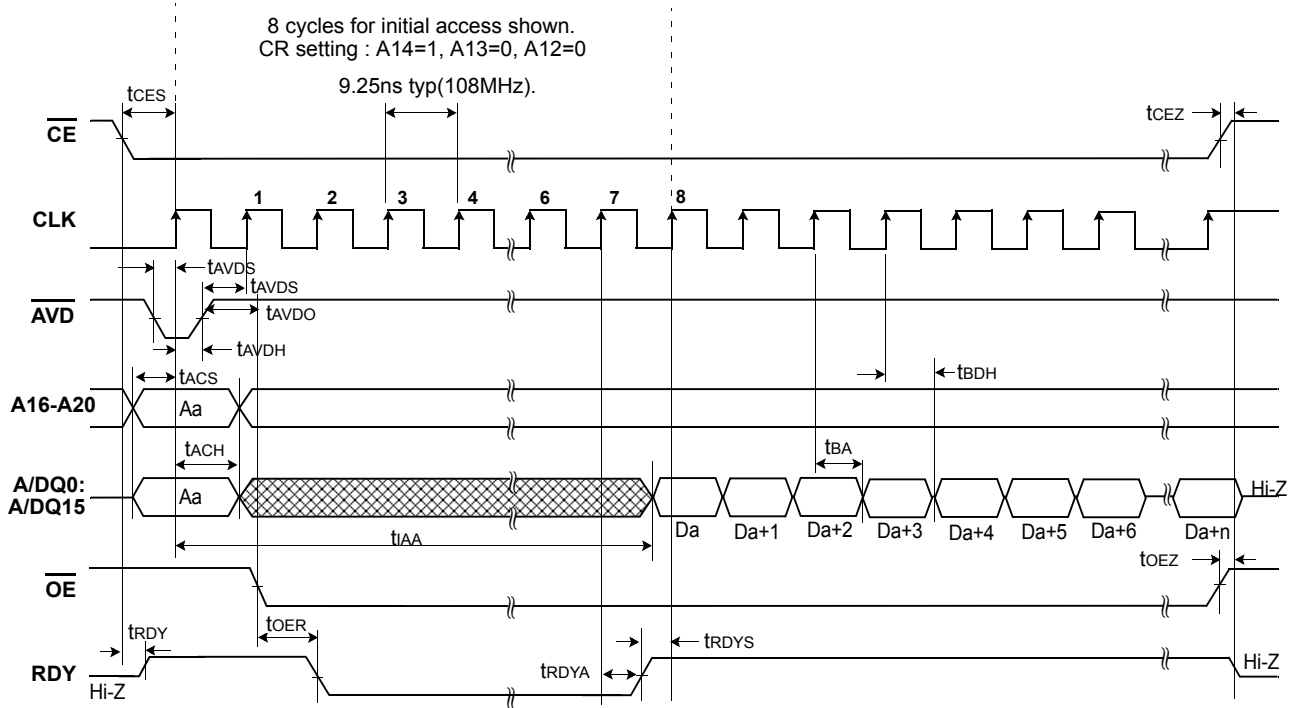 8 cycles for initial access shown.
CR setting : A14=1, A13=0, A12=0
9.25ns typ(108MHz).
tCES
tCEZ
CE
1 2 3 4 6 7 8
CLK
tAVDS
tAVDS
tAVDO
AVD
tAVDH
tACS
tBDH
A16-A20
Aa
tACH
tBA
A/DQ0:
A/DQ15
Aa
Hi-Z
Da Da+1 Da+2 Da+3 Da+4 Da+5 Da+6 Da+n
tIAA
tOEZ
OE
tOER
tRDY
tRDYS
tRDYA
RDY
Hi-Z
Hi-Z